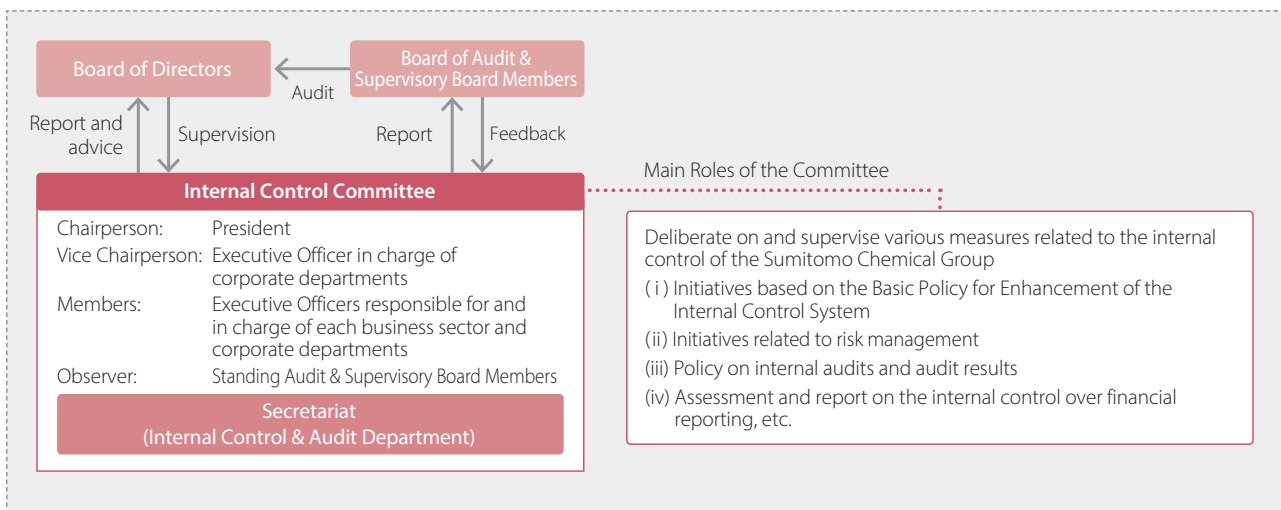 Board of Directors
Board of Audit &
Supervisory Board Members
Audit
Report and
advice
Supervision
Report
Feedback
Internal Control Committee
Chairperson: President
Vice Chairperson: Executive Officer in charge of
corporate departments
Members: Executive Officers responsible for and
in charge of each business sector and
corporate departments
Observer: Standing Audit & Supervisory Board Members
Secretariat
(Internal Control & Audit Department)
Main Roles of the Committee
Deliberate on and supervise various measures related to the internal
control of the Sumitomo Chemical Group
( i ) Initiatives based on the Basic Policy for Enhancement of the
Internal Control System
(ii) Initiatives related to risk management
(iii) Policy on internal audits and audit results
(iv) Assessment and report on the internal control over financial
reporting, etc.